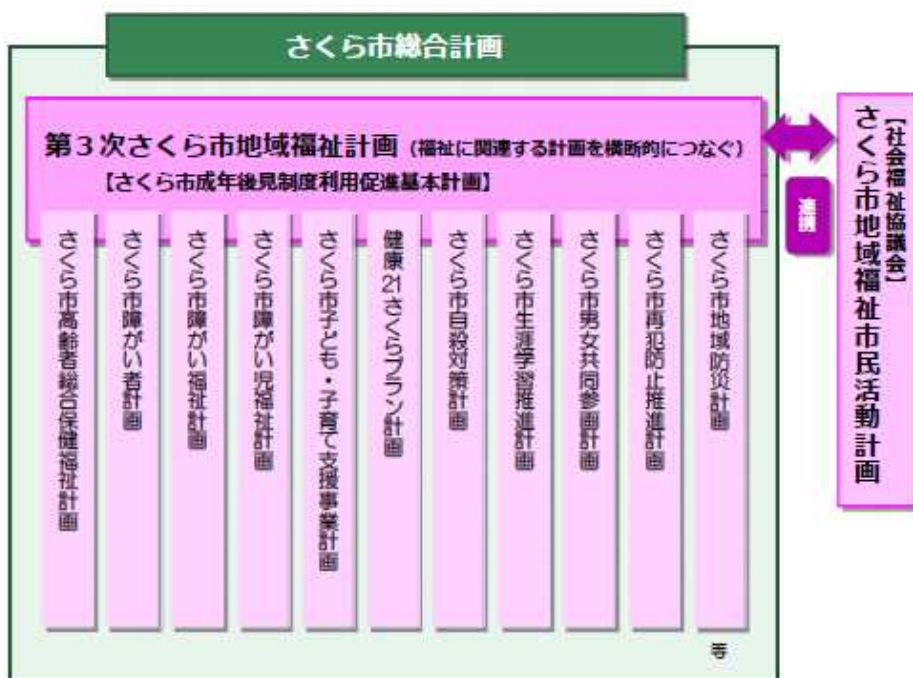 さくら市総合計画
第3次さくら市地域福祉計画（福祉に関連する計画を横断的につなぐ）
【さくら市成年後見制度利用促進基本計画】
さくら市高齢者総合保健福祉計画
さくら市障がい者計画
さくら市障がい福祉計画
さくら市障がい児福祉計画
さくら市子ども・子育て支援事業計画
健康21さくらプラン計画
さくら市自殺対策計画
さくら市生涯学習推進計画
さくら市男女共同参画計画
さくら市再犯防止推進計画
さくら市地域防災計画
等
【社会福祉協議会】
さくら市地域福祉市民活動計画